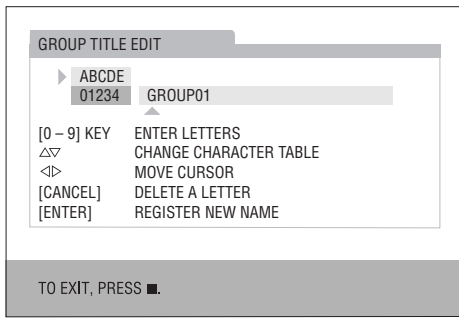 GROUP TITLE EDIT
ABCDE
01234 GROUP01
[0 – 9] KEY ENTER LETTERS
△▽ CHANGE CHARACTER TABLE
◁▷ MOVE CURSOR
[CANCEL] DELETE A LETTER
[ENTER] REGISTER NEW NAME
TO EXIT, PRESS ■.